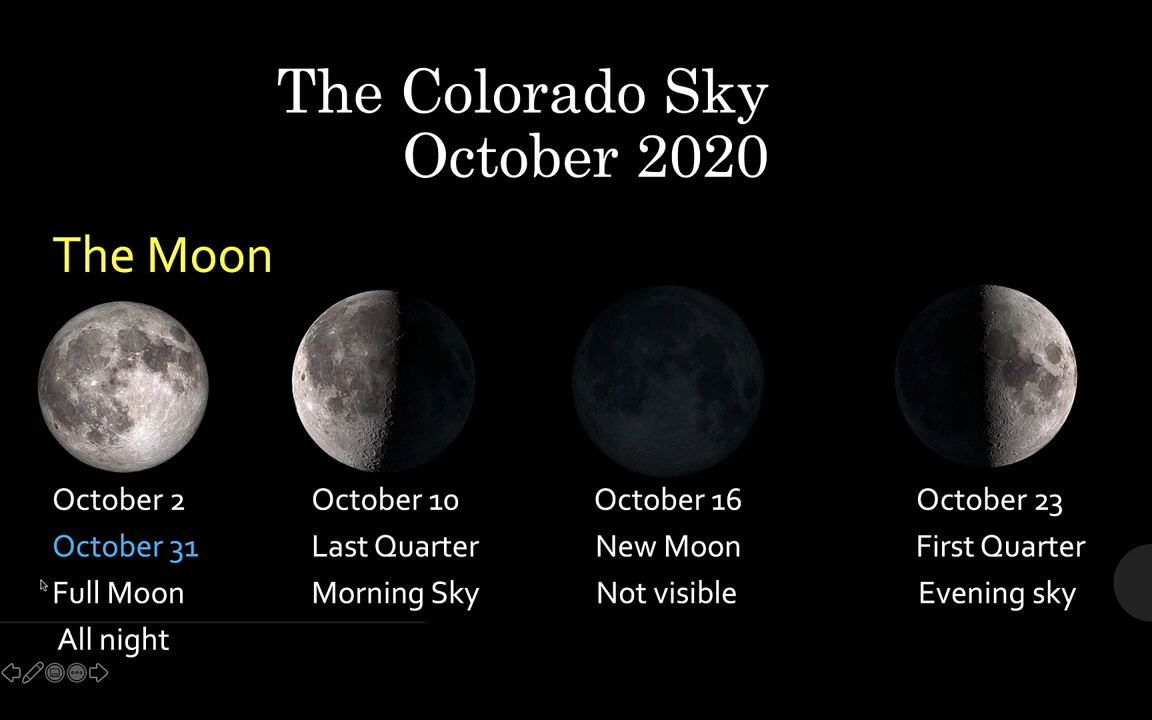 The Colorado Sky
October 2020
The Moon
October 2
October 31
Full Moon
All night
October 10
Last Quarter
Morning Sky
October 16
New Moon
Not visible
October 23
First Quarter
Evening sky